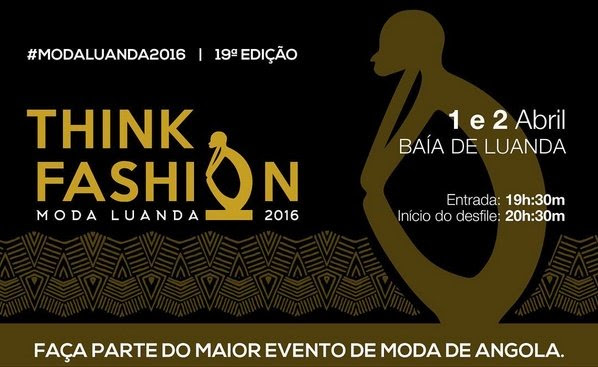 #MODALUANDA2016 | 19ª EDIÇÃO
THINK
FASHION
MODA LUANDA 2016
1 e 2 Abril
BAÍA DE LUANDA
Entrada: 19h:30m
Início do desfile: 20h:30m
FAÇA PARTE DO MAIOR EVENTO DE MODA DE ANGOLA.